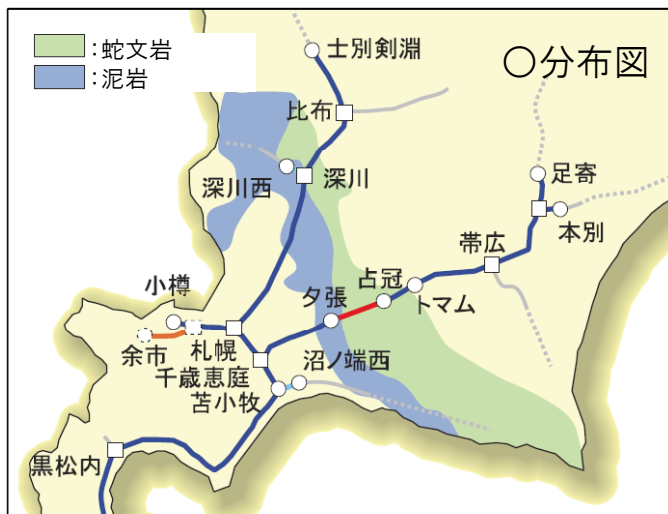 ：蛇文岩
：泥岩
〇分布図
士別剣淵
比布
深川西
深川
足寄
本別
帯広
占冠
トマム
夕張
小樽
余市
札幌
千歳恵庭
沼ノ端西
苫小牧
黒松内